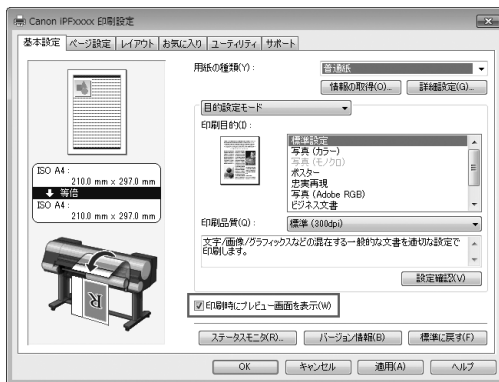 Canon iPFxxxx 印刷設定
基本設定 ページ設定 レイアウト お気に入り ユーティリティ サポート
用紙の種類(Y) : 普通紙
情報の取得(O)... 詳細設定(G)...
目的設定モード
印刷目的(I) :
標準設定
写真 (カラー)
写真 (モノクロ)
ポスター
忠実再現
写真 (Adobe RGB)
ビジネス文書
ISO A4 :
210.0 mm x 297.0 mm
等倍
ISO A4 :
210.0 mm x 297.0 mm
印刷品質(Q) : 標準 (300dpi)
文字/画像/グラフィックスなどの混在する一般的な文書を適切な設定で
印刷します。
設定確認(V)
R
印刷時にプレビュー画面を表示(W)
ステータスモニタ(R)... バージョン情報(B) 標準に戻す(F)
OK キャンセル 適用(A) ヘルプ